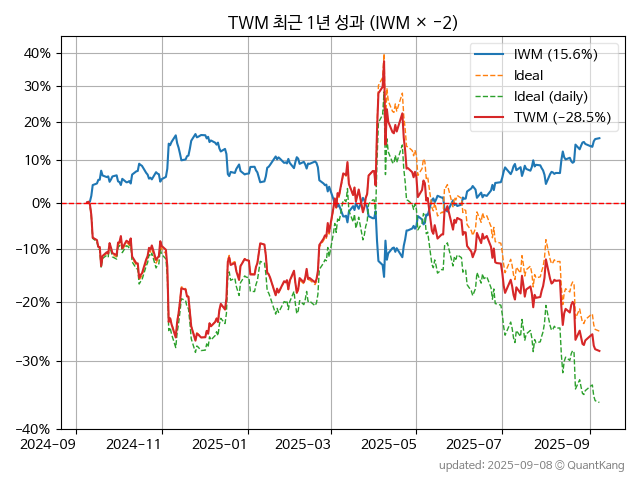 TWM 최근 1년 성과 (IWM × −2)
IWM (15.6%)
Ideal
Ideal (daily)
TWM (−28.5%)
40%
30%
20%
10%
0%
−10%
−20%
−30%
−40%
2024-09 2024-11 2025-01 2025-03 2025-05 2025-07 2025-09
updated: 2025-09-08 © QuantKang